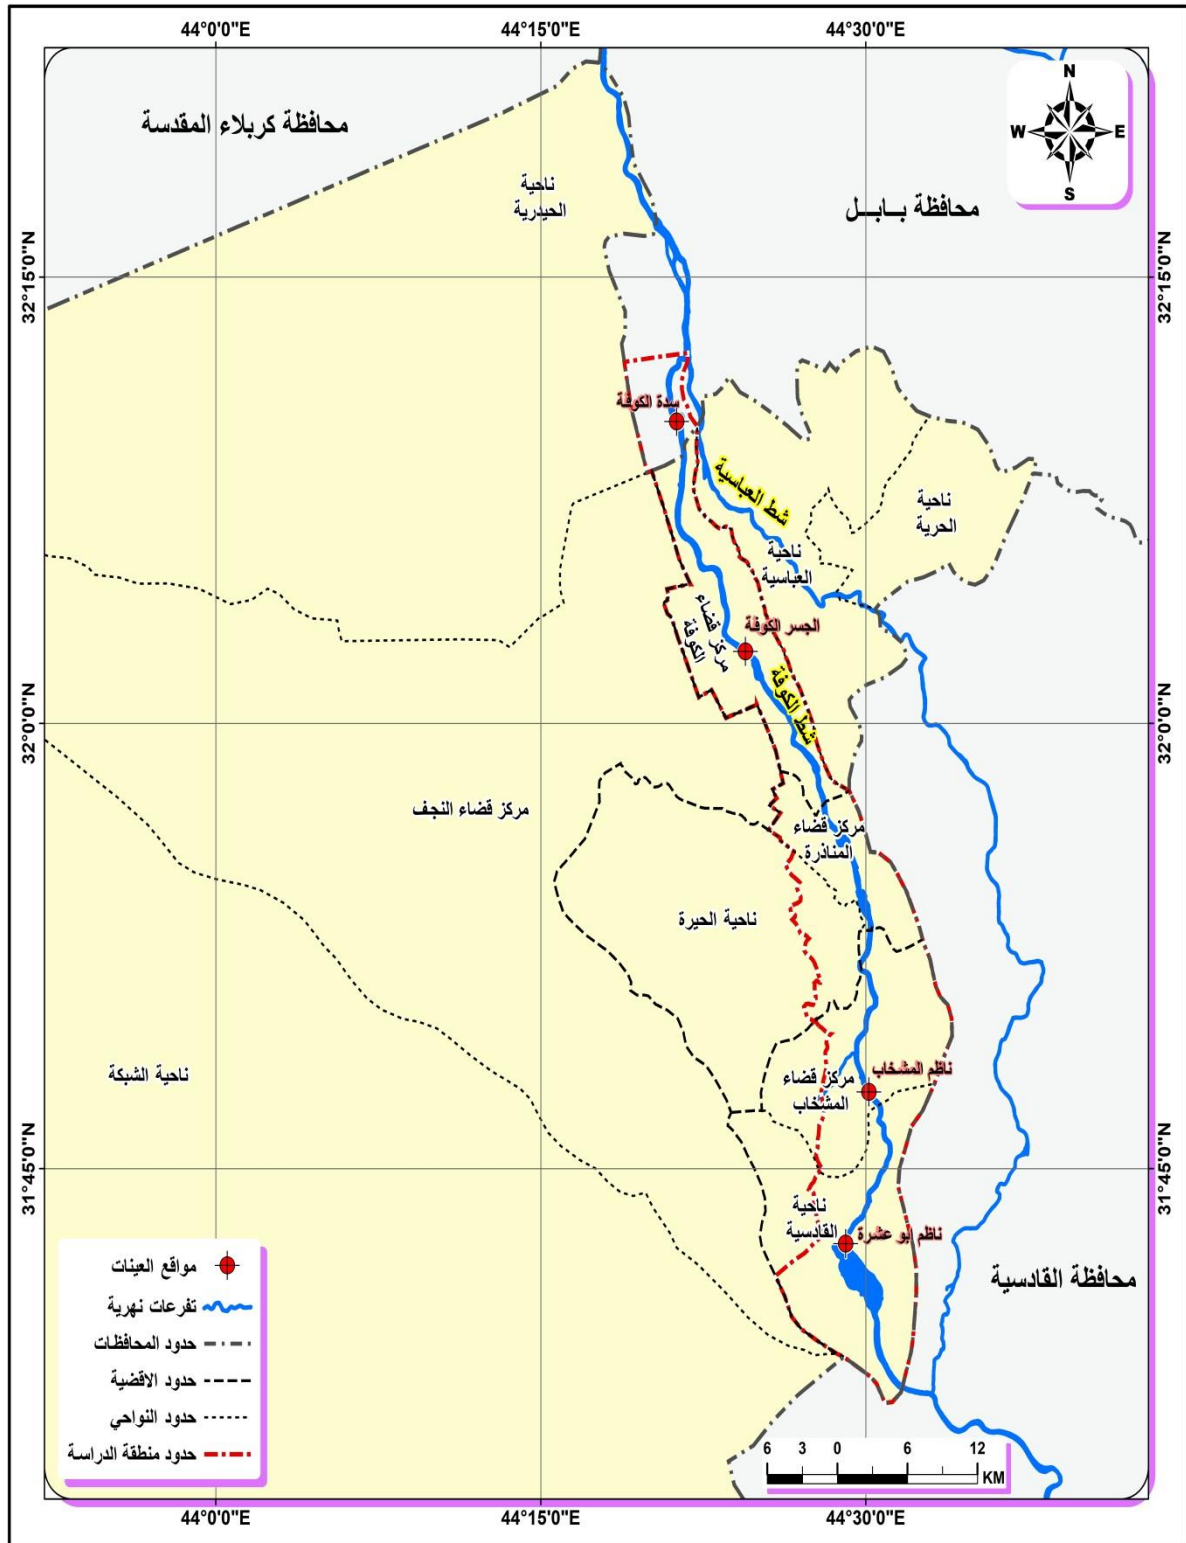 44°0'0"E
44°15'0"E
44°30'0"E
محافظة كربلاء المقدسة
N
W
E
S
ناحية
الحيدرية
محافظة بــابــل
32°15'0"N
32°15'0"N
سدة الكوفة
شط العباسية
ناحية
الحرية
ناحية
العباسية
مركز قضاء
الكوفة
الجسر الكوفة
شط الكوفة
32°0'0"N
32°0'0"N
مركز قضاء النجف
مركز قضاء
المناذرة
ناحية الحيرة
ناحية الشبكة
مركز قضاء
المشخاب
ناظم المشخاب
31°45'0"N
31°45'0"N
ناحية
القادسية
ناظم ابو عشرة
محافظة القادسية
مواقع العينات
تفرعات نهرية
حدود المحافظات
حدود الاقضية
حدود النواحي
حدود منطقة الدراسة
6 3 0 6 12
KM
44°0'0"E
44°15'0"E
44°30'0"E